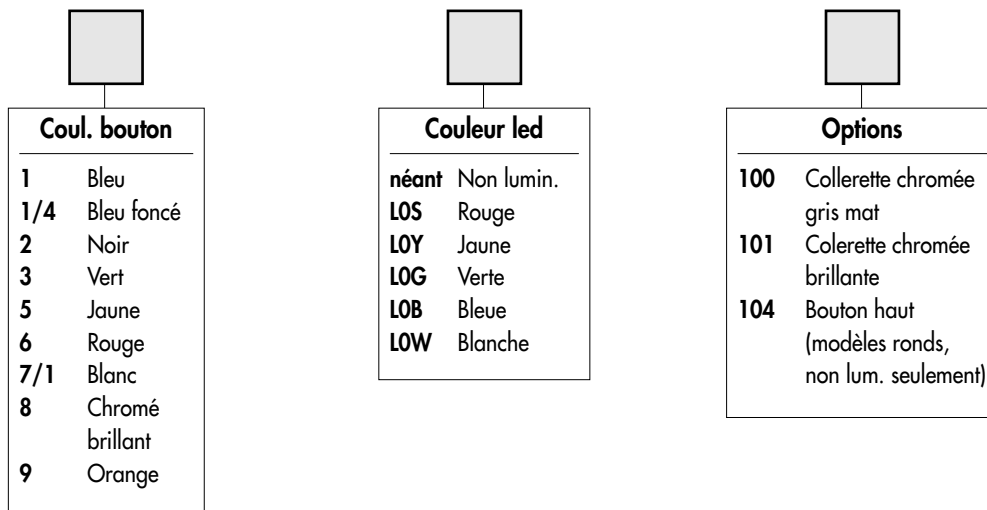 Coul. bouton
1 Bleu
1/4 Bleu foncé
2 Noir
3 Vert
5 Jaune
6 Rouge
7/1 Blanc
8 Chromé
brillant
9 Orange
Couleur led
néant Non lumin.
L0S Rouge
L0Y Jaune
L0G Verte
L0B Bleue
L0W Blanche
Options
100 Collerette chromée
gris mat
101 Colerette chromée
brillante
104 Bouton haut
(modèles ronds,
non lum. seulement)